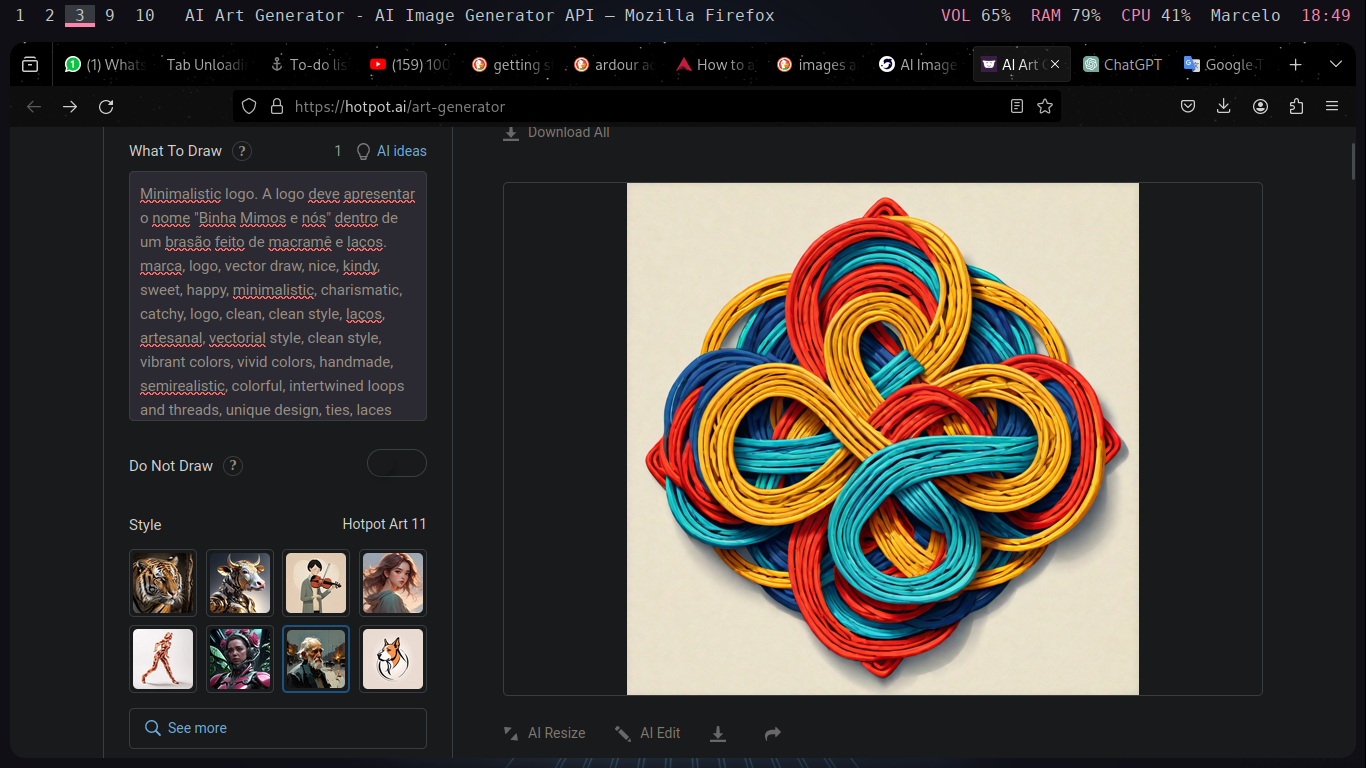 1 2 3 9 10 AI Art Generator - AI Image Generator API — Mozilla Firefox VOL 65% RAM 79% CPU 41% Marcelo 18:49
(1) Whats Tab Unloadi To-do lis (159) 100 getting s ardour a How to a images a AI Image AI Art G ChatGPT Google T
https://hotpot.ai/art-generator
Download All
What To Draw ? 1 AI ideas
Minimalistic logo. A logo deve apresentar
o nome "Binha Mimos e nós" dentro de
um brasão feito de macramê e laços.
marca, logo, vector draw, nice, kindy,
sweet, happy, minimalistic, charismatic,
catchy, logo, clean, clean style, laços,
artesanal, vectorial style, clean style,
vibrant colors, vivid colors, handmade,
semirealistic, colorful, intertwined loops
and threads, unique design, ties, laces
Do Not Draw ?
Style Hotpot Art 11
See more
AI Resize AI Edit